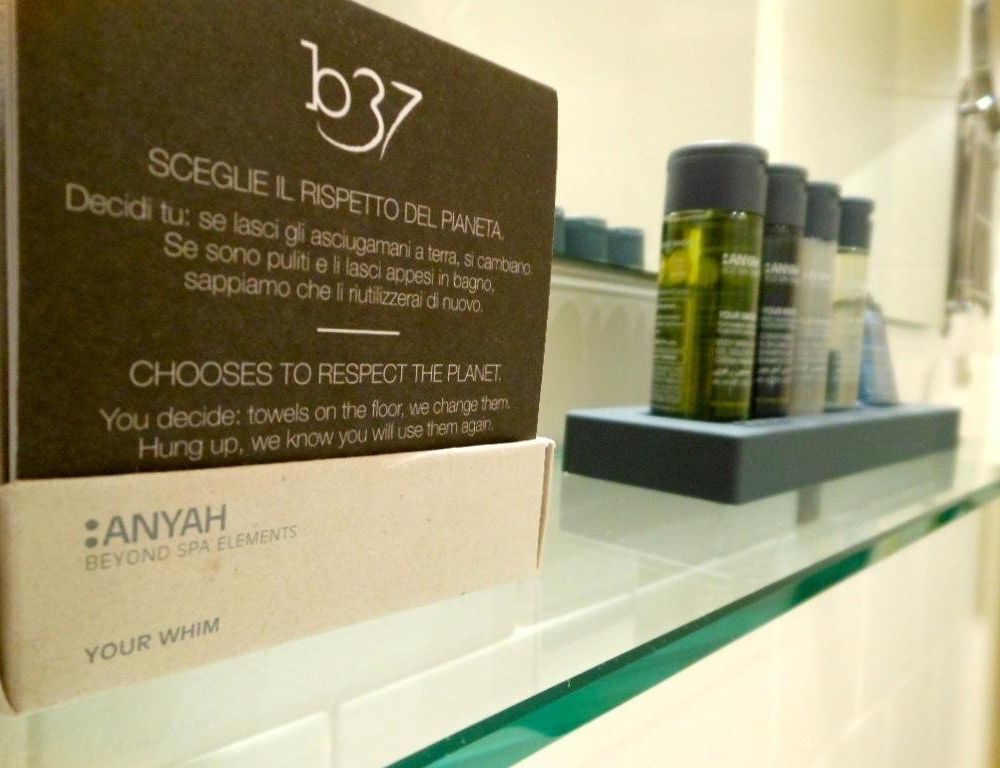 b37
SCEGLIE IL RISPETTO DEL PIANETA.
Decidi tu: se lasci gli asciugamani a terra, si cambiano.
Se sono puliti e li lasci appesi in bagno,
sappiamo che li riutilizzerai di nuovo.
CHOOSES TO RESPECT THE PLANET.
You decide: towels on the floor, we change them.
Hung up, we know you will use them again.
:ANYAH
BEYOND SPA ELEMENTS
YOUR WHIM
:ANYAH
:ANYAH